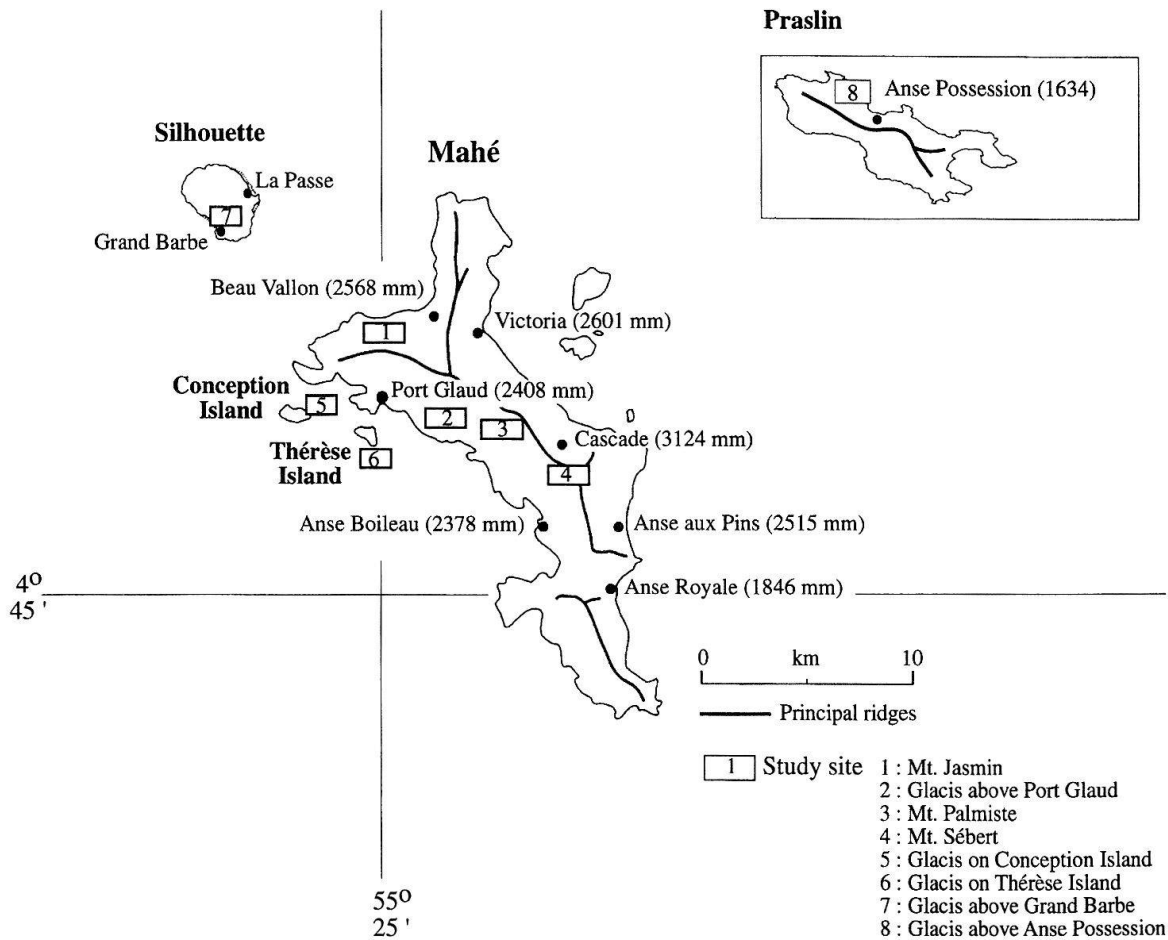 Praslin
8
Anse Possession (1634)
Silhouette
La Passe
7
Grand Barbe
Mahé
Beau Vallon (2568 mm)
1
Victoria (2601 mm)
Conception
Island
5
Port Glaud (2408 mm)
2
3
Cascade (3124 mm)
Thérèse
Island
6
4
Anse Boileau (2378 mm)
Anse aux Pins (2515 mm)
4º
45 '
Anse Royale (1846 mm)
0 km 10
Principal ridges
1 Study site
1 : Mt. Jasmin
2 : Glacis above Port Glaud
3 : Mt. Palmiste
4 : Mt. Sébert
5 : Glacis on Conception Island
6 : Glacis on Thérèse Island
7 : Glacis above Grand Barbe
8 : Glacis above Anse Possession
55º
25 '